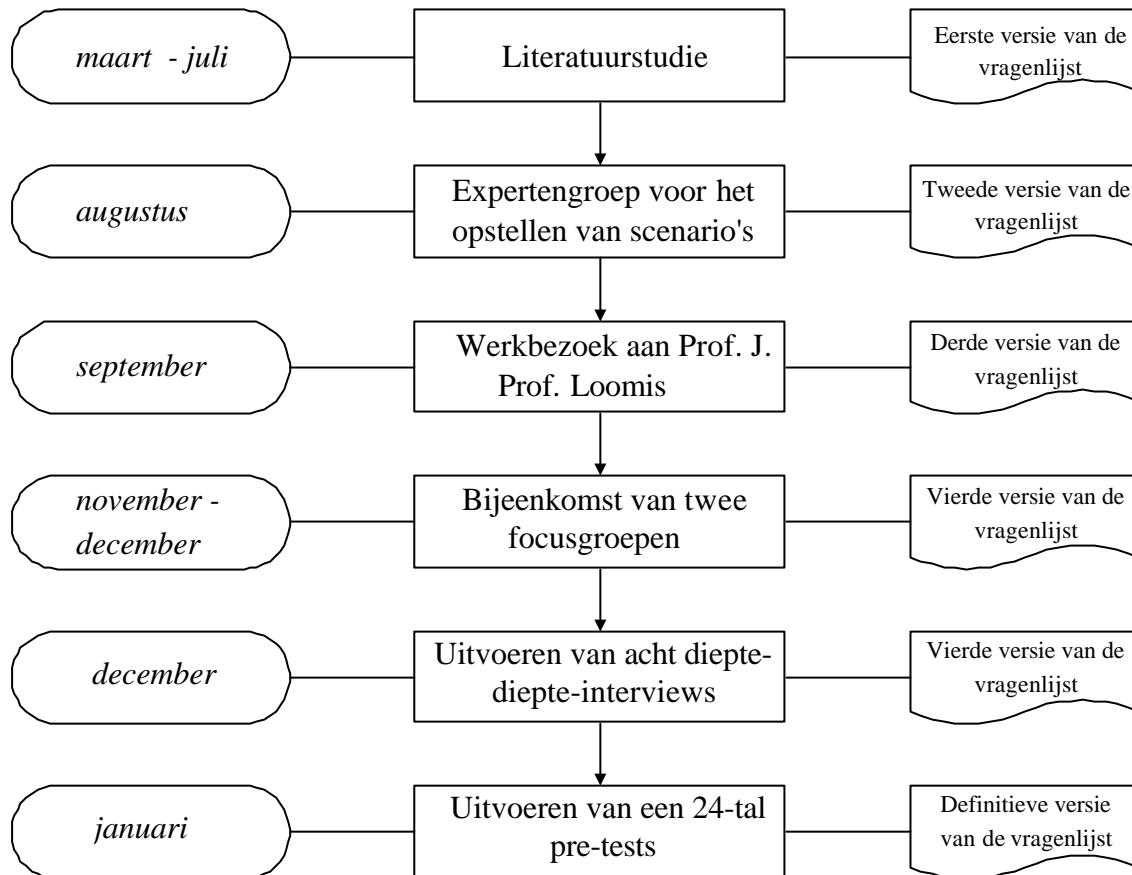 maart - juli
Literatuurstudie
Eerste versie van de
vragenlijst
augustus
Expertengroep voor het
opstellen van scenario's
Tweede versie van de
vragenlijst
september
Werkbezoek aan Prof. J.
Prof. Loomis
Derde versie van de
vragenlijst
november -
december
Bijeenkomst van twee
focusgroepen
Vierde versie van de
vragenlijst
december
Uitvoeren van acht diepte-
diepte-interviews
Vierde versie van de
vragenlijst
januari
Uitvoeren van een 24-tal
pre-tests
Definitieve versie
van de vragenlijst